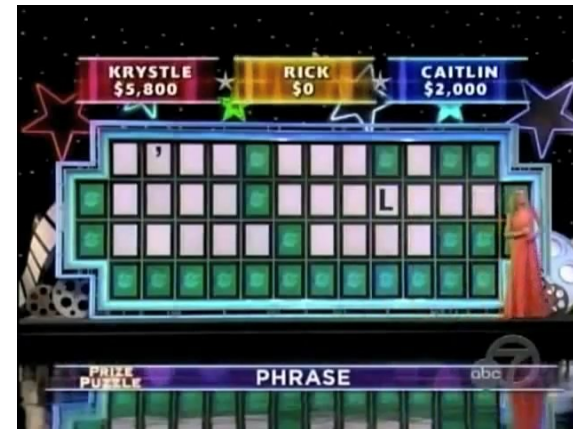 KRYSTLE RICK CAITLIN
$5,800 $0 $2,000
'
L
PRIZE PUZZLE PHRASE abc 7